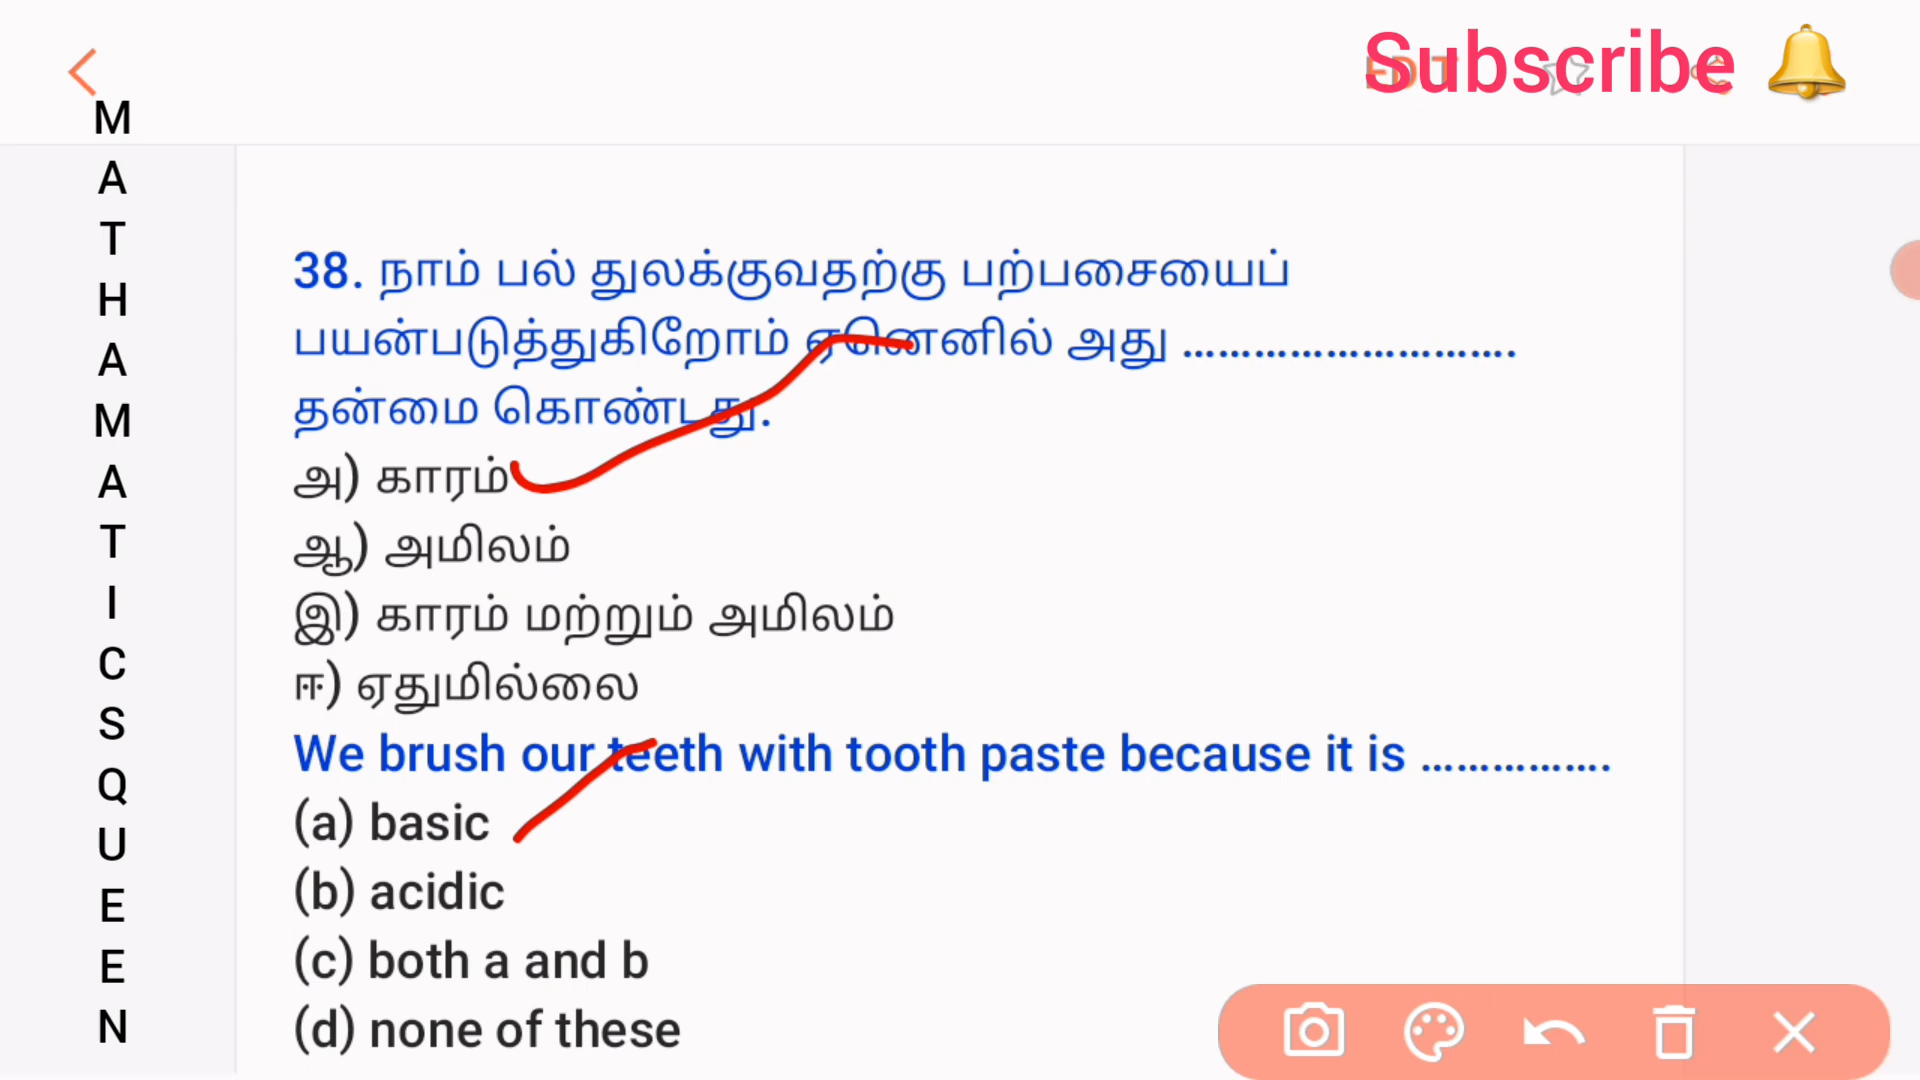 Subscribe
M
A
T
H
A
M
A
T
I
C
S
Q
U
E
E
N
38. நாம் பல் துலக்குவதற்கு பற்பசையைப்
பயன்படுத்துகிறோம் ஏனெனில் அது ............................
தன்மை கொண்டது.
அ) காரம்
ஆ) அமிலம்
இ) காரம் மற்றும் அமிலம்
ஈ) ஏதுமில்லை
We brush our teeth with tooth paste because it is ................
(a) basic
(b) acidic
(c) both a and b
(d) none of these